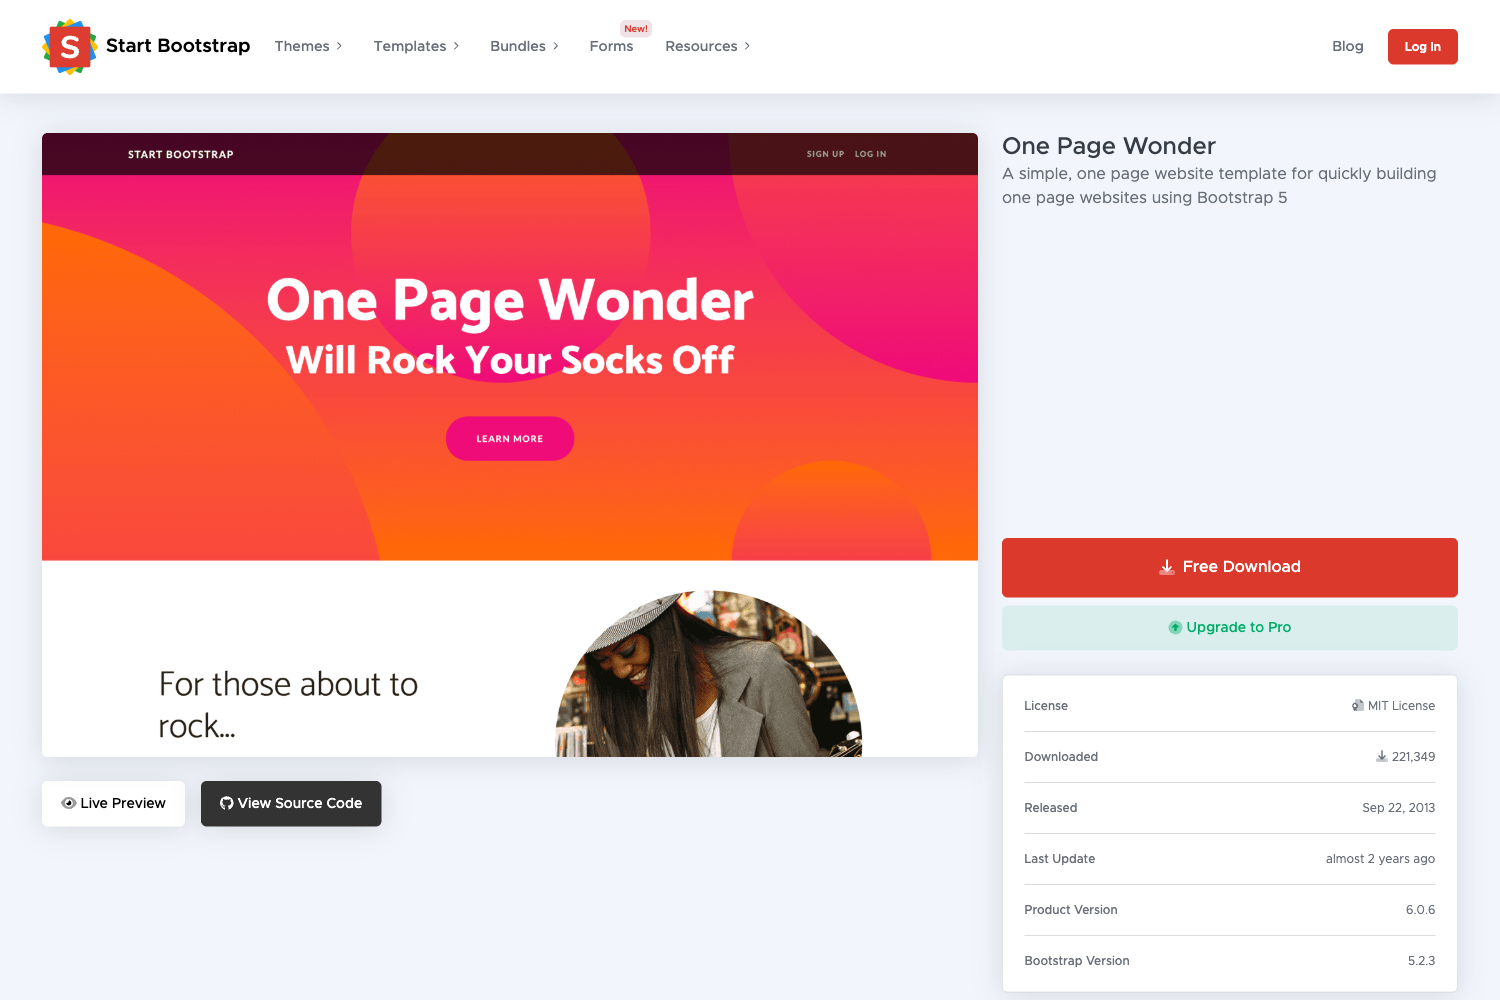 S
Start Bootstrap
Themes
Templates
Bundles
Forms
New!
Resources
Blog
Log In
START BOOTSTRAP
SIGN UP
LOG IN
One Page Wonder
Will Rock Your Socks Off
LEARN MORE
For those about to
rock...
Live Preview
View Source Code
One Page Wonder
A simple, one page website template for quickly building
one page websites using Bootstrap 5
Free Download
Upgrade to Pro
License MIT License
Downloaded 221,349
Released Sep 22, 2013
Last Update almost 2 years ago
Product Version 6.0.6
Bootstrap Version 5.2.3